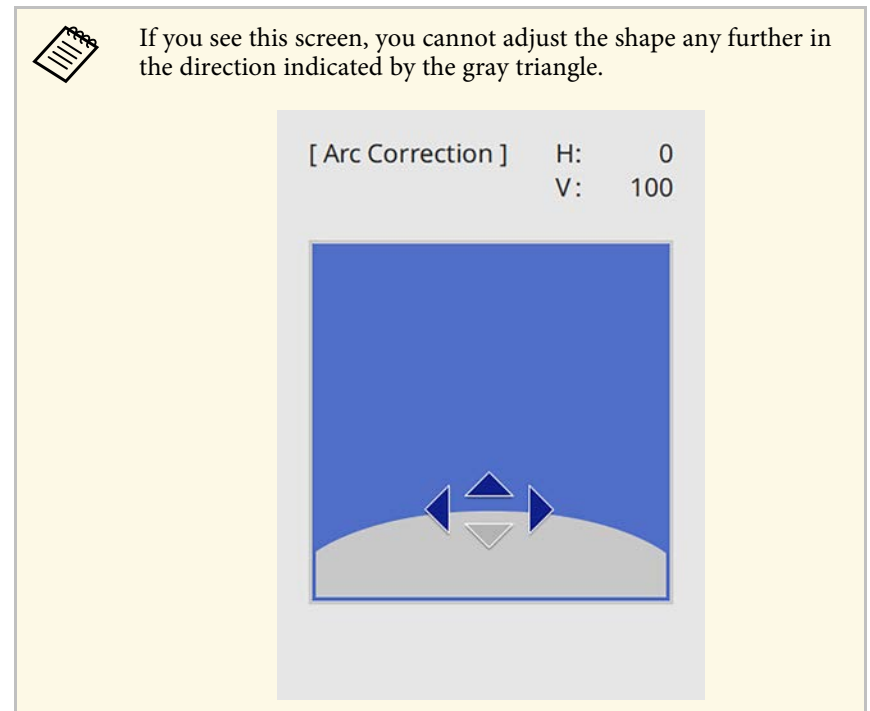 If you see this screen, you cannot adjust the shape any further in
the direction indicated by the gray triangle.
[ Arc Correction ] H: 0
V: 100